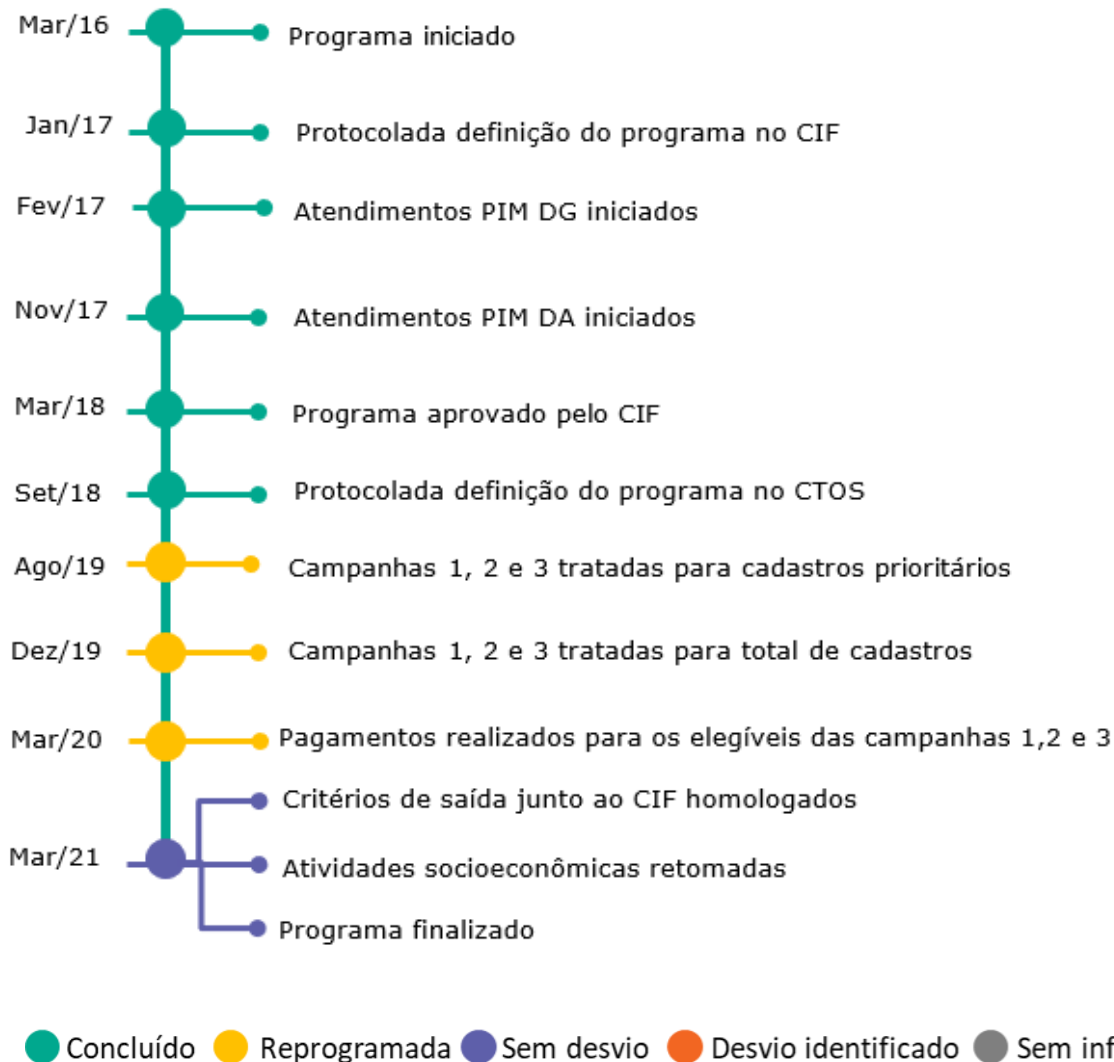 Mar/16 Programa iniciado
Jan/17 Protocolada definição do programa no CIF
Fev/17 Atendimentos PIM DG iniciados
Nov/17 Atendimentos PIM DA iniciados
Mar/18 Programa aprovado pelo CIF
Set/18 Protocolada definição do programa no CTOS
Ago/19 Campanhas 1, 2 e 3 tratadas para cadastros prioritários
Dez/19 Campanhas 1, 2 e 3 tratadas para total de cadastros
Mar/20 Pagamentos realizados para os elegíveis das campanhas 1,2 e 3
Critérios de saída junto ao CIF homologados
Mar/21 Atividades socioeconômicas retomadas
Programa finalizado
Concluído Reprogramada Sem desvio Desvio identificado Sem